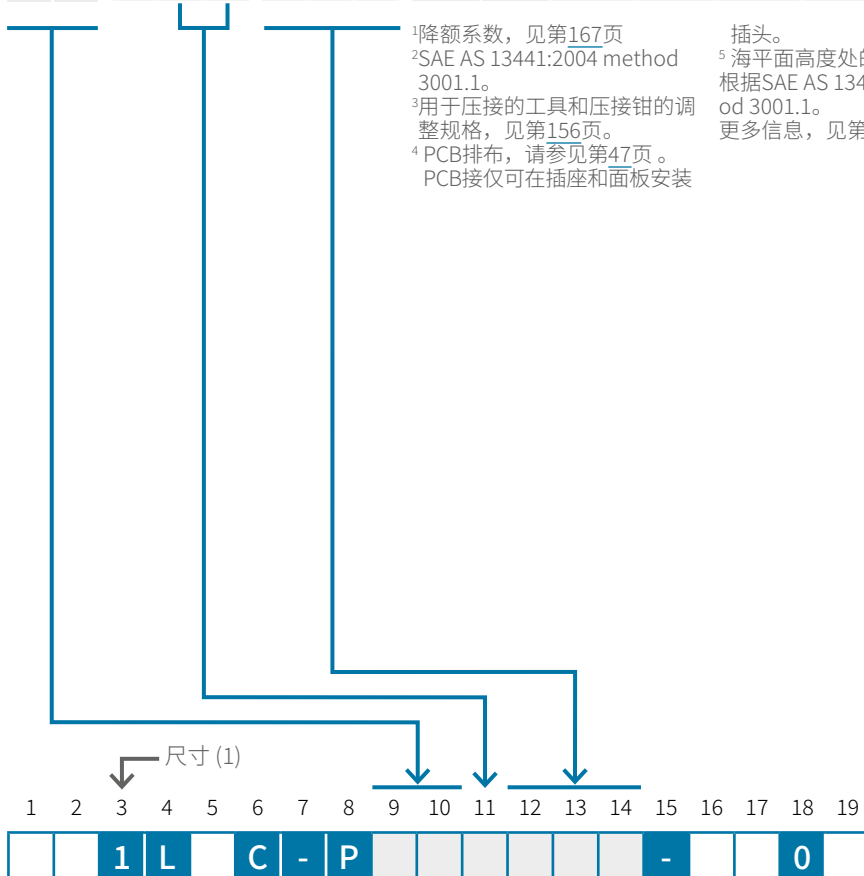 ¹降额系数，见第167页
²SAE AS 13441:2004 method
3001.1。
³用于压接的工具和压接钳的调
整规格，见第156页。
⁴ PCB排布，请参见第47页 。
PCB接仅可在插座和面板安装
插头。
⁵ 海平面高度处的
根据SAE AS 134
od 3001.1。
更多信息，见第
尺寸 (1)
1 2 3 4 5 6 7 8 9 10 11 12 13 14 15 16 17 18 19
1 L C - P - 0